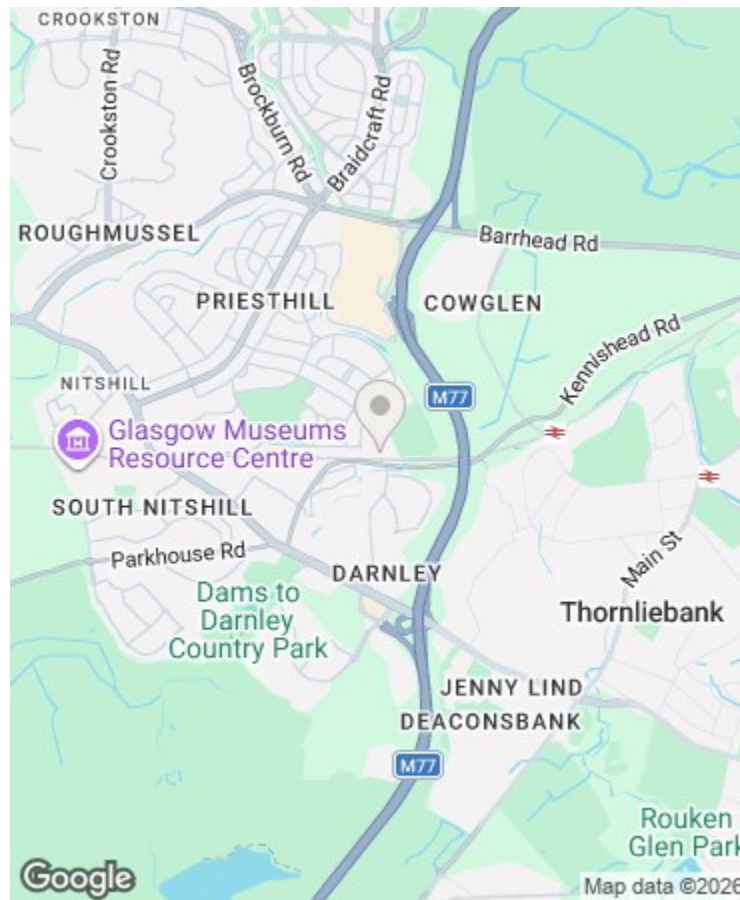 CROOKSTON
Crookston Rd
Brockburn Rd
Braidcraft Rd
ROUGHMUSSEL
Barrhead Rd
PRIESTHILL
COWGLEN
Kennishead Rd
NITSHILL
M77
Glasgow Museums
Resource Centre
SOUTH NITSHILL
Parkhouse Rd
DARNLEY
Main St
Dams to
Darnley
Country Park
Thornliebank
JENNY LIND
DEACONSBANK
M77
Rouken
Glen Park
Google
Map data ©2026